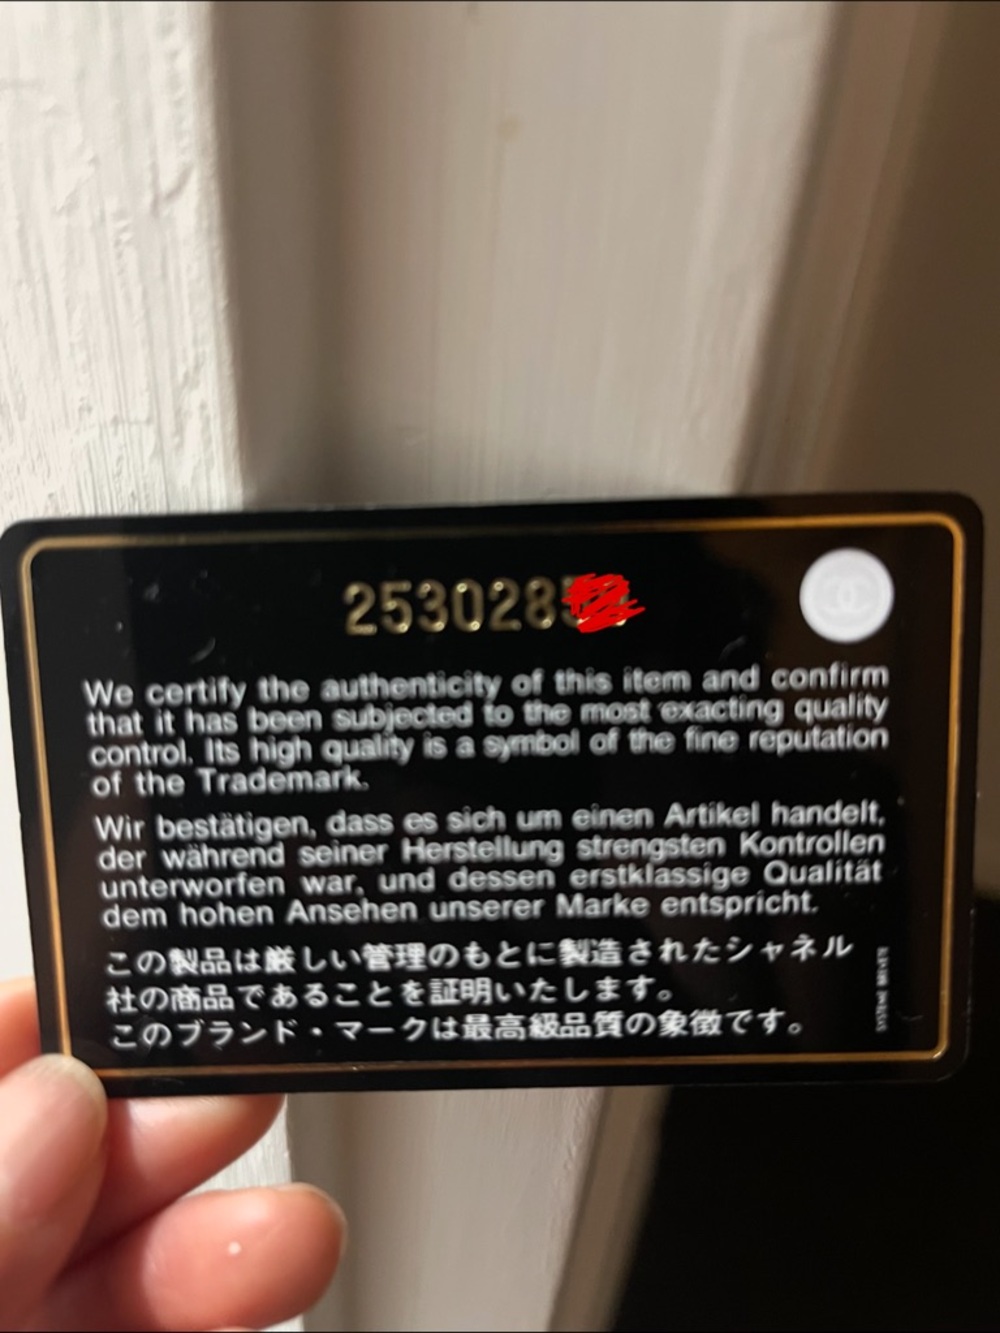 2530285
We certify the authenticity of this item and confirm
that it has been subjected to the most exacting quality
control. Its high quality is a symbol of the fine reputation
of the Trademark.
Wir bestätigen, dass es sich um einen Artikel handelt,
der während seiner Herstellung strengsten Kontrollen
unterworfen war, und dessen erstklassige Qualität
dem hohen Ansehen unserer Marke entspricht.
この製品は厳しい管理のもとに製造されたシャネル
社の商品であることを証明いたします。
このブランド・マークは最高級品質の象徴です。